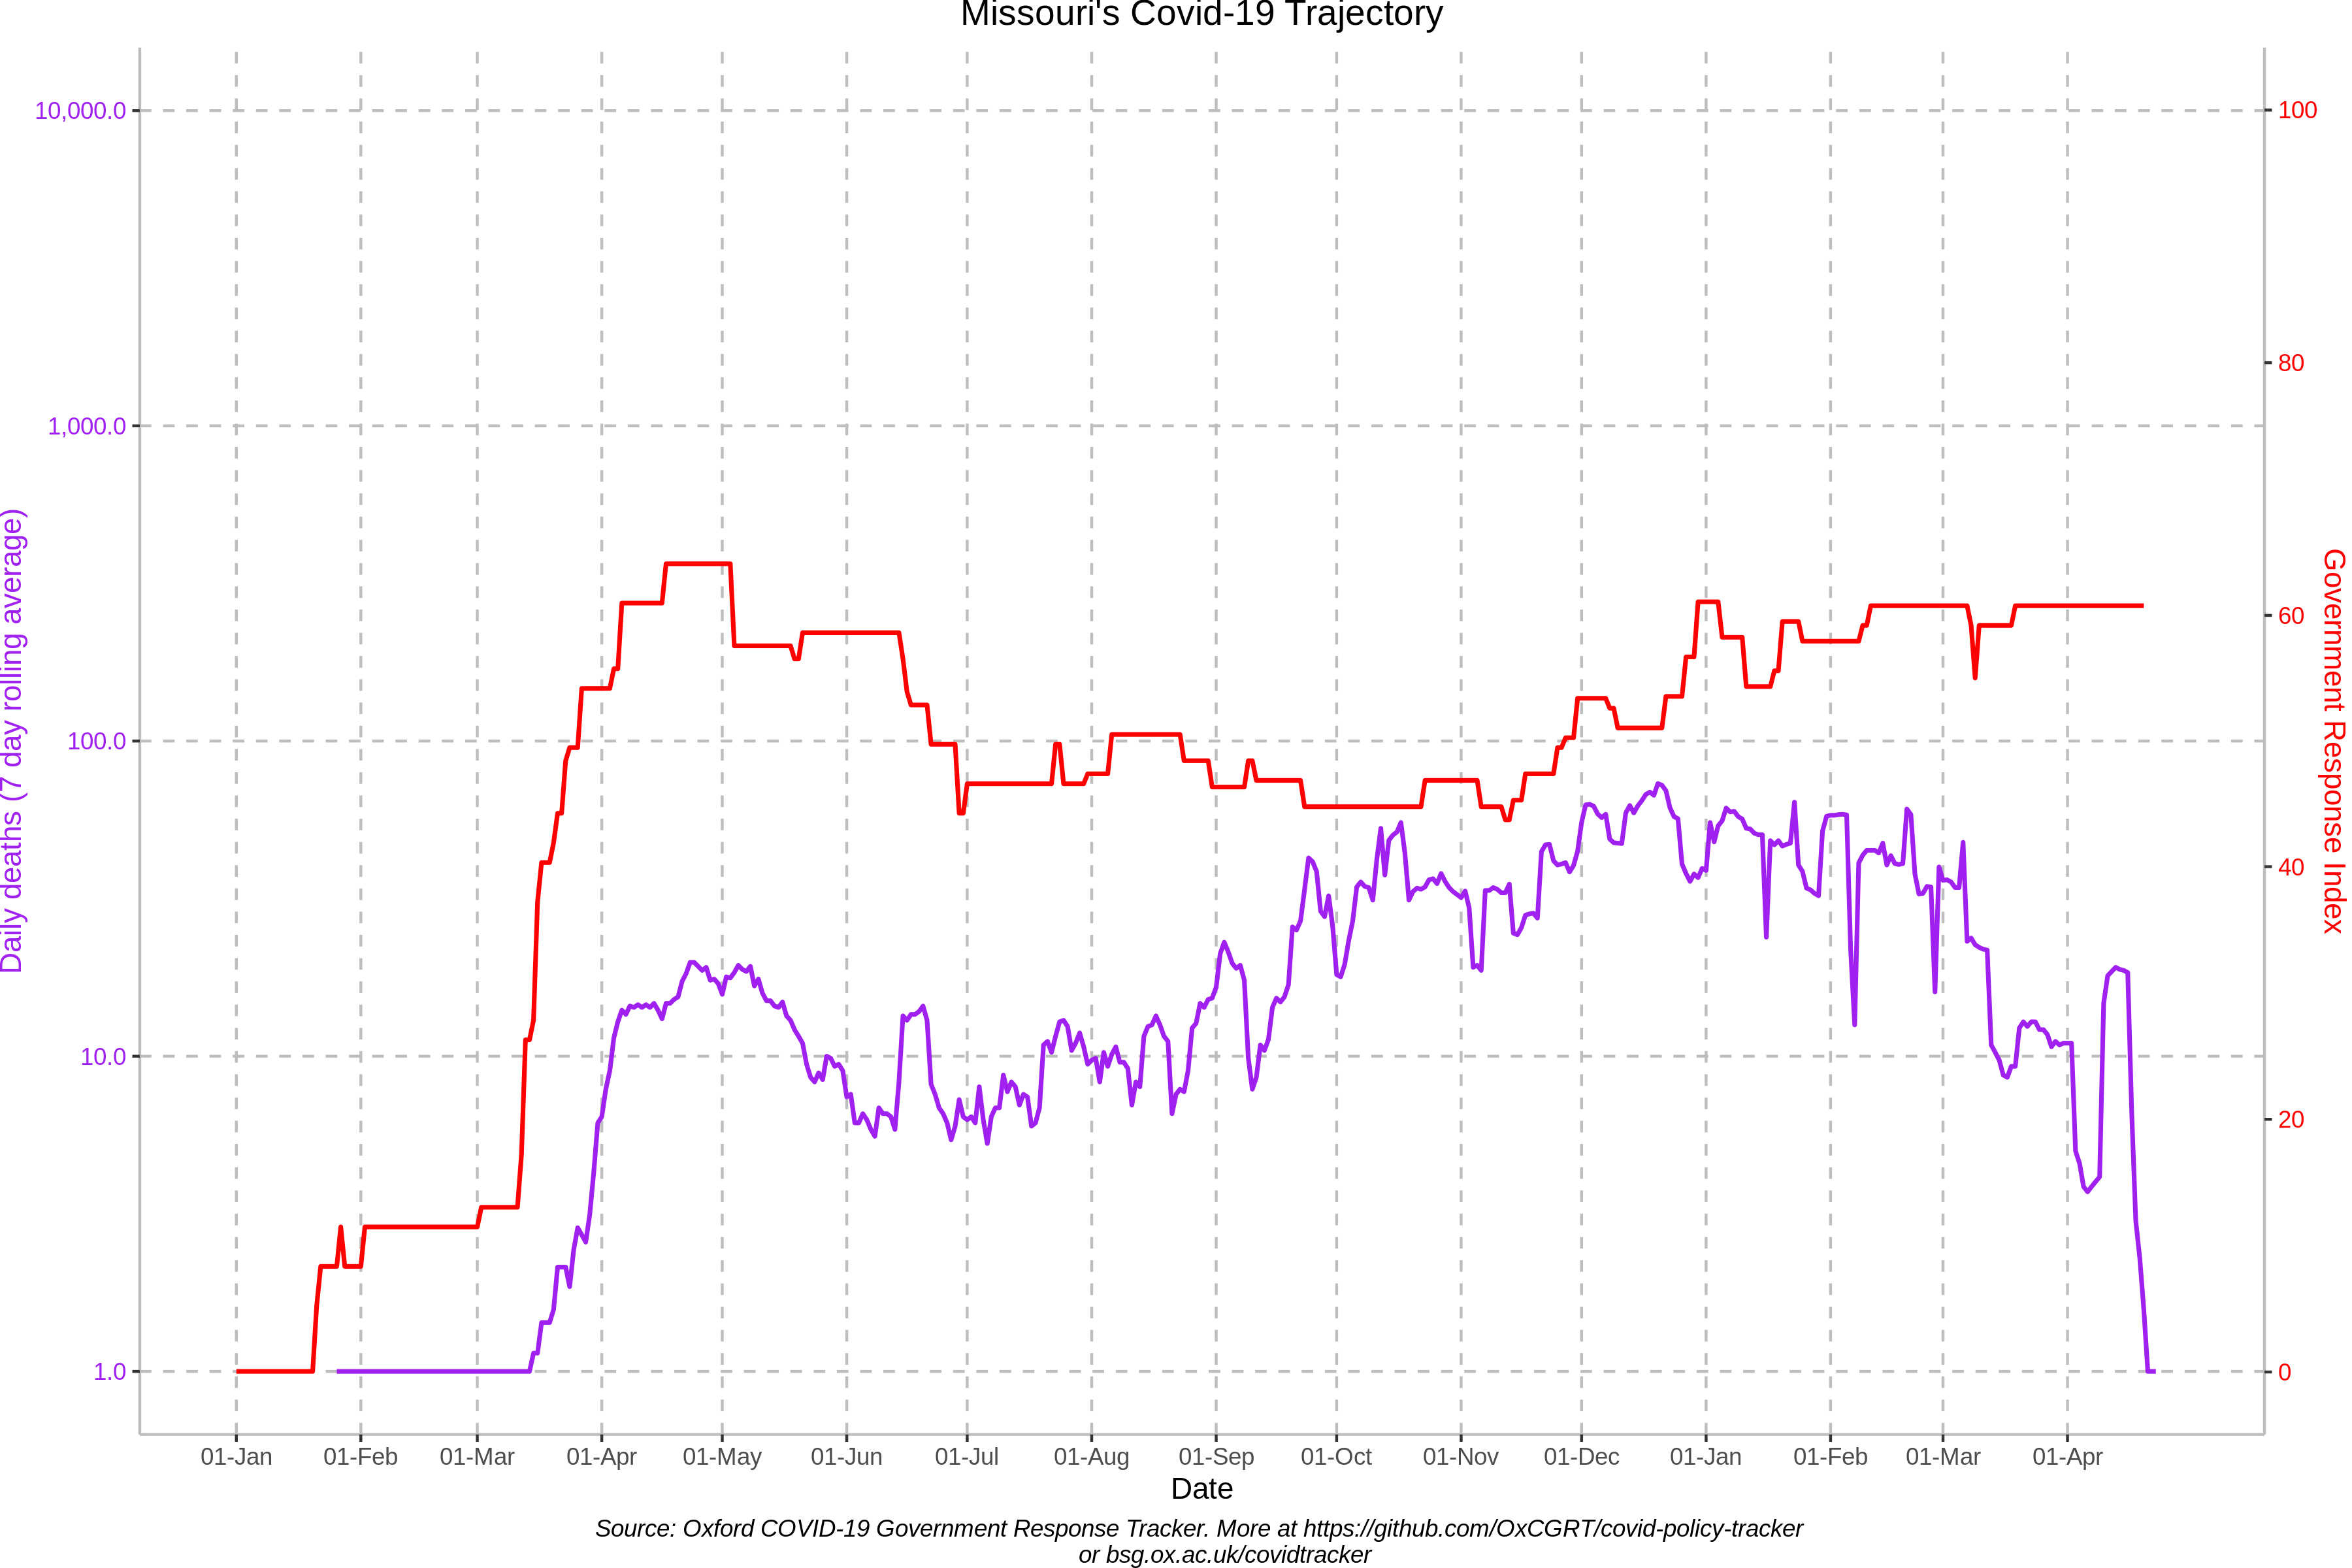 Missouri's Covid-19 Trajectory
10,000.0
1,000.0
100.0
10.0
1.0
Daily deaths (7 day rolling average)
100
80
60
40
20
0
Government Response Index
01-Jan 01-Feb 01-Mar 01-Apr 01-May 01-Jun 01-Jul 01-Aug 01-Sep 01-Oct 01-Nov 01-Dec 01-Jan 01-Feb 01-Mar 01-Apr
Date
Source: Oxford COVID-19 Government Response Tracker. More at https://github.com/OxCGRT/covid-policy-tracker
or bsg.ox.ac.uk/covidtracker